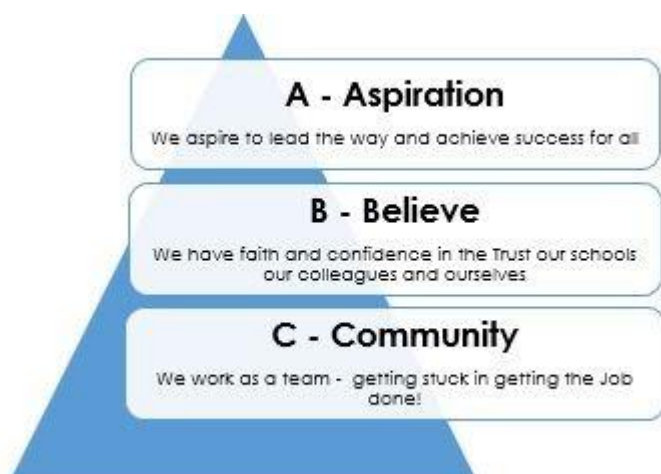 A - Aspiration
We aspire to lead the way and achieve success for all
B - Believe
We have faith and confidence in the Trust our schools
our colleagues and ourselves
C - Community
We work as a team - getting stuck in getting the Job
done!